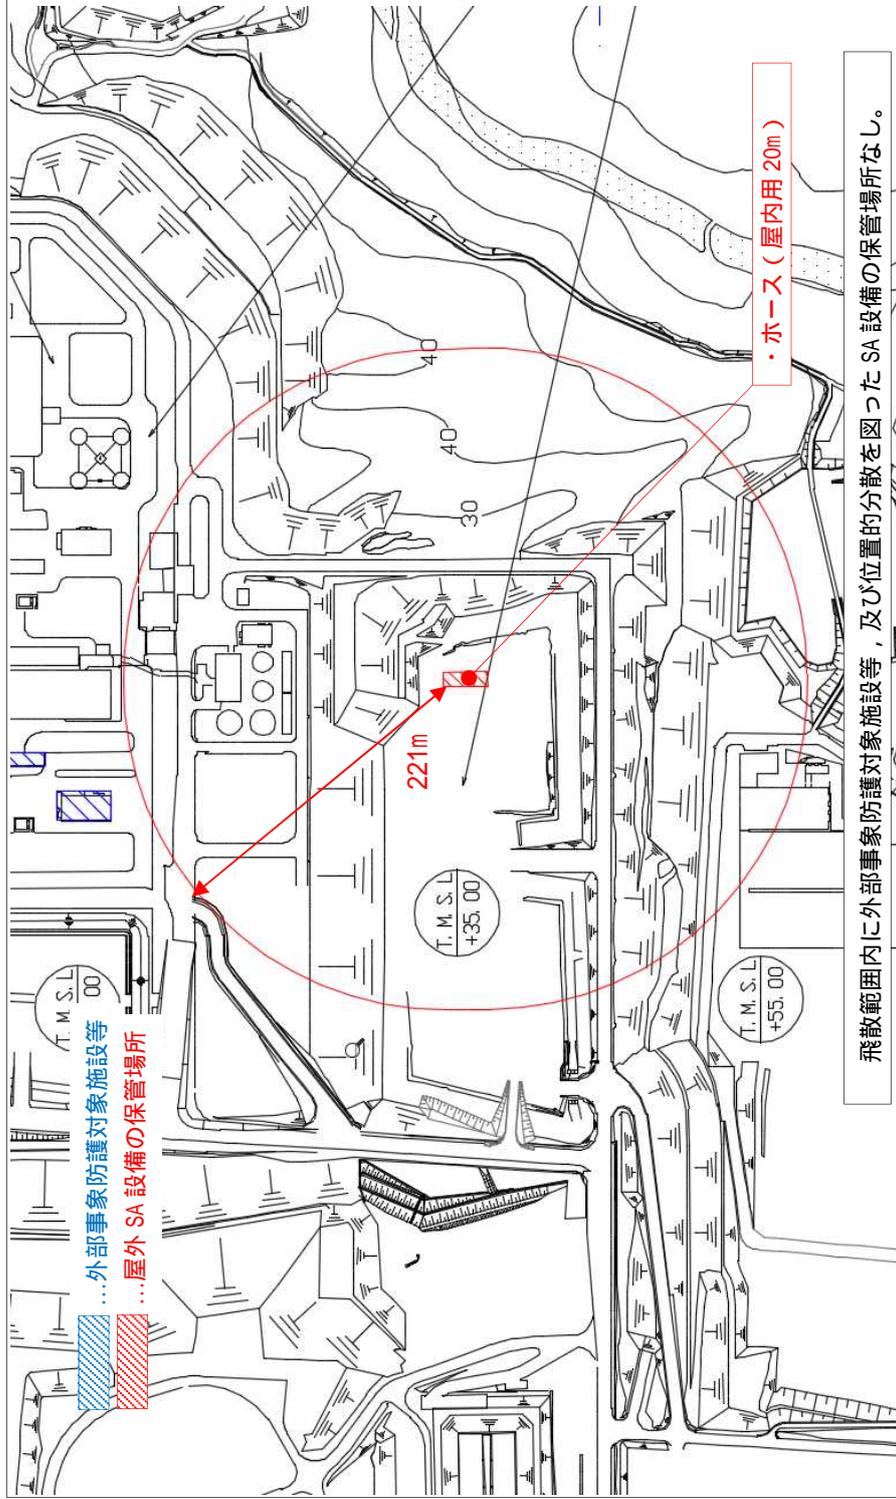 …外部事象防護対象施設等
…屋外 SA 設備の保管場所
T. M. S. L
00
221m
T. M. S. L
+35. 00
T. M. S. L
+55. 00
40
40
30
・ホース（屋内用 20m）
飛散範囲内に外部事象防護対象施設等，及び位置的分散を図った SA 設備の保管場所なし。